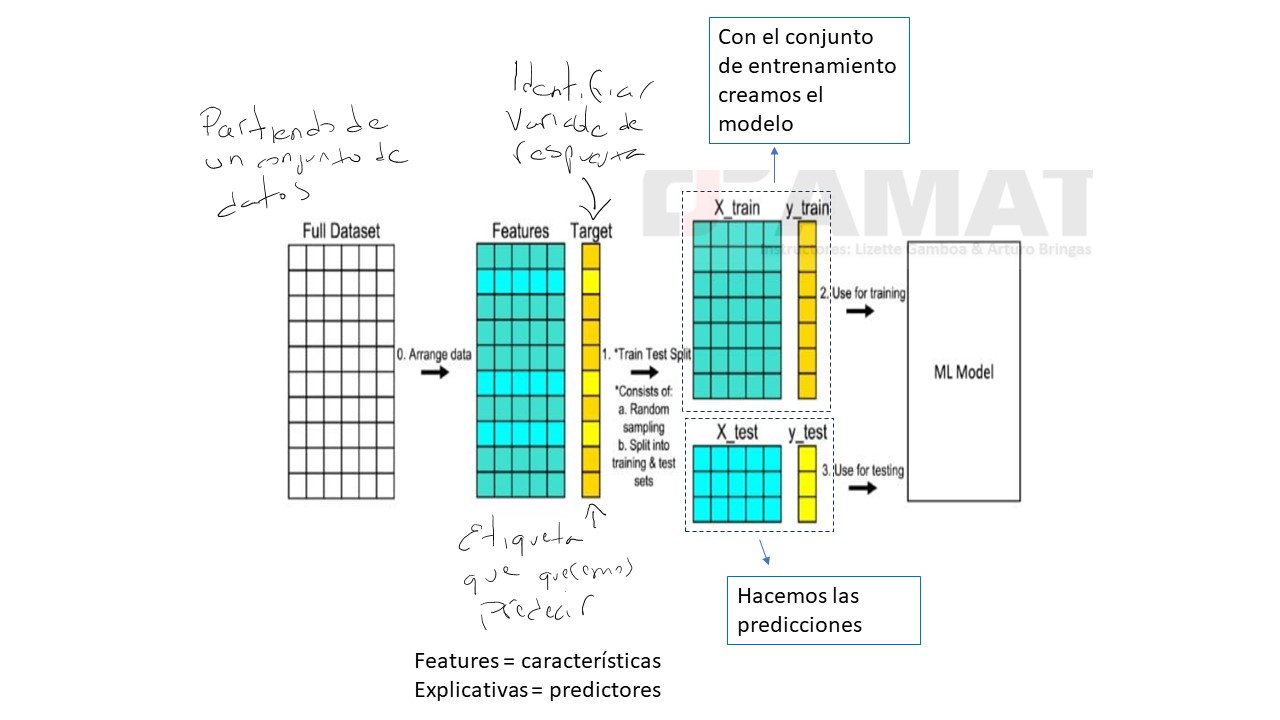 Con el conjunto
de entrenamiento
creamos el
modelo
Identificar
Variable de
respuesta
Partiendo de
un conjunto de
datos
AMAT
Instructores: Lizette Gamboa & Arturo Bringas
Full Dataset
Features
Target
X_train
y_train
0. Arrange data
1. *Train Test Split
*Consists of:
a. Random
sampling
b. Split into
training & test
sets
2. Use for training
ML Model
X_test
y_test
3. Use for testing
Etiqueta
que queremos
predecir
Hacemos las
predicciones
Features = características
Explicativas = predictores